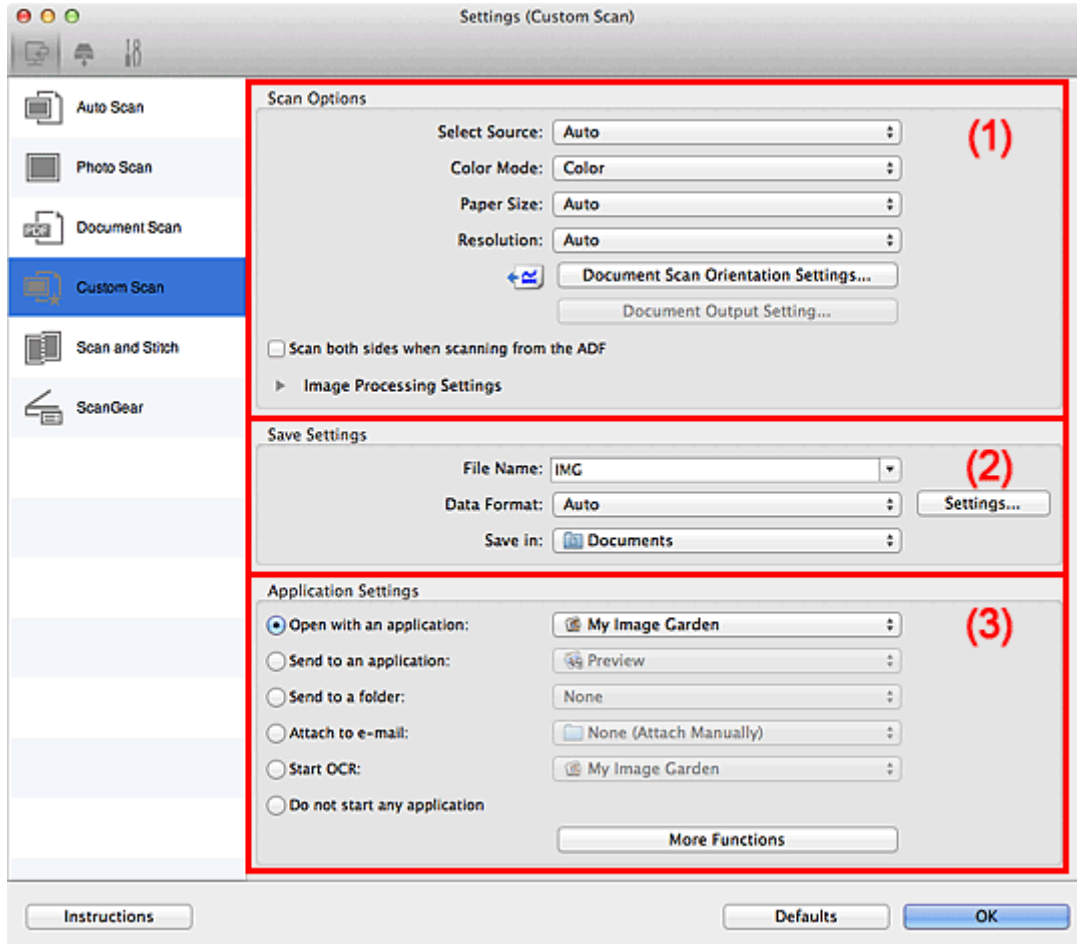 Settings (Custom Scan)
Auto Scan
Photo Scan
PDF
Document Scan
Custom Scan
Scan and Stitch
ScanGear
Scan Options
(1)
Select Source: Auto
Color Mode: Color
Paper Size: Auto
Resolution: Auto
Document Scan Orientation Settings...
Document Output Setting...
Scan both sides when scanning from the ADF
Image Processing Settings
Save Settings
(2)
File Name: IMG
Data Format: Auto Settings...
Save in: Documents
Application Settings
(3)
Open with an application: My Image Garden
Send to an application: Preview
Send to a folder: None
Attach to e-mail: None (Attach Manually)
Start OCR: My Image Garden
Do not start any application
More Functions
Instructions Defaults OK